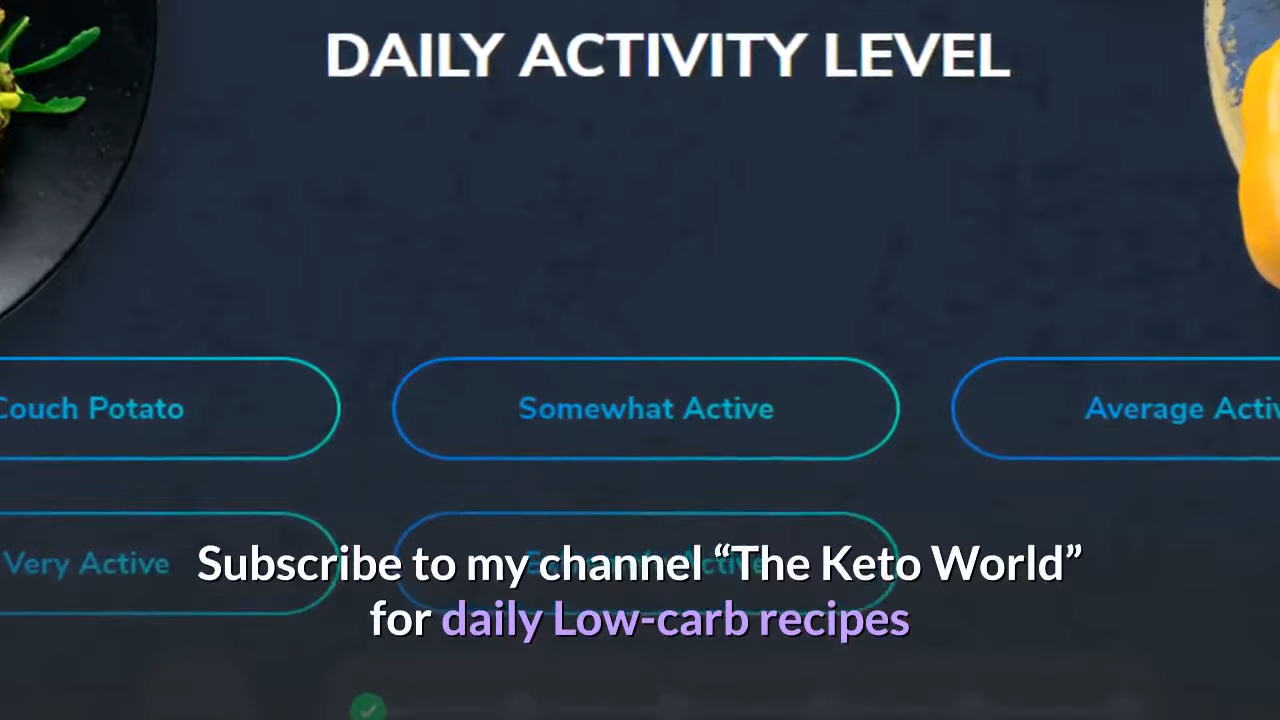 DAILY ACTIVITY LEVEL
Couch Potato
Somewhat Active
Average
Very Active
Subscribe to my channel “The Keto World”
for daily Low-carb recipes